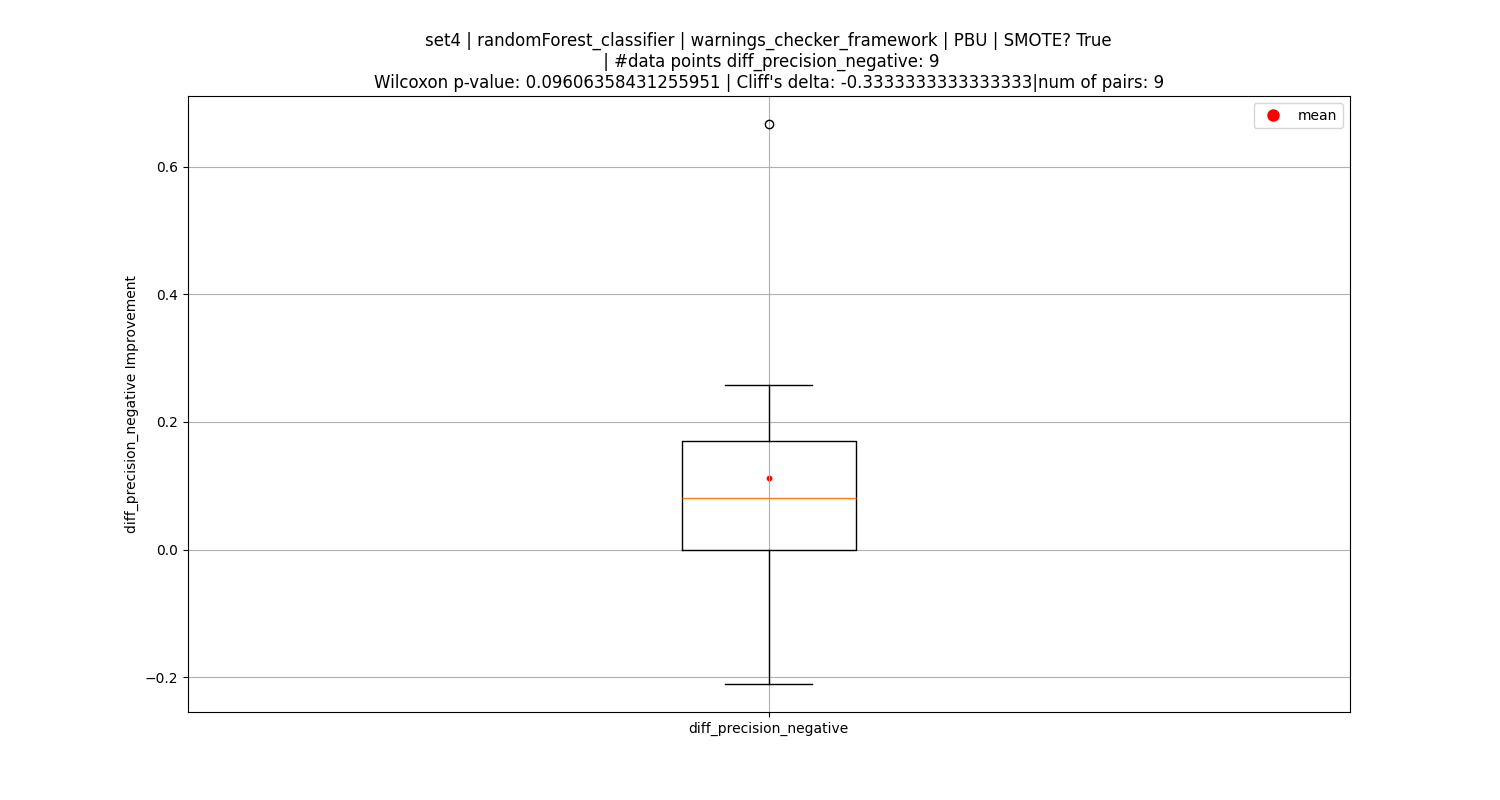 set4 | randomForest_classifier | warnings_checker_framework | PBU | SMOTE? True
| #data points diff_precision_negative: 9
Wilcoxon p-value: 0.09606358431255951 | Cliff's delta: -0.3333333333333333|num of pairs: 9
mean
0.6
0.4
0.2
0.0
−0.2
diff_precision_negative Improvement
diff_precision_negative